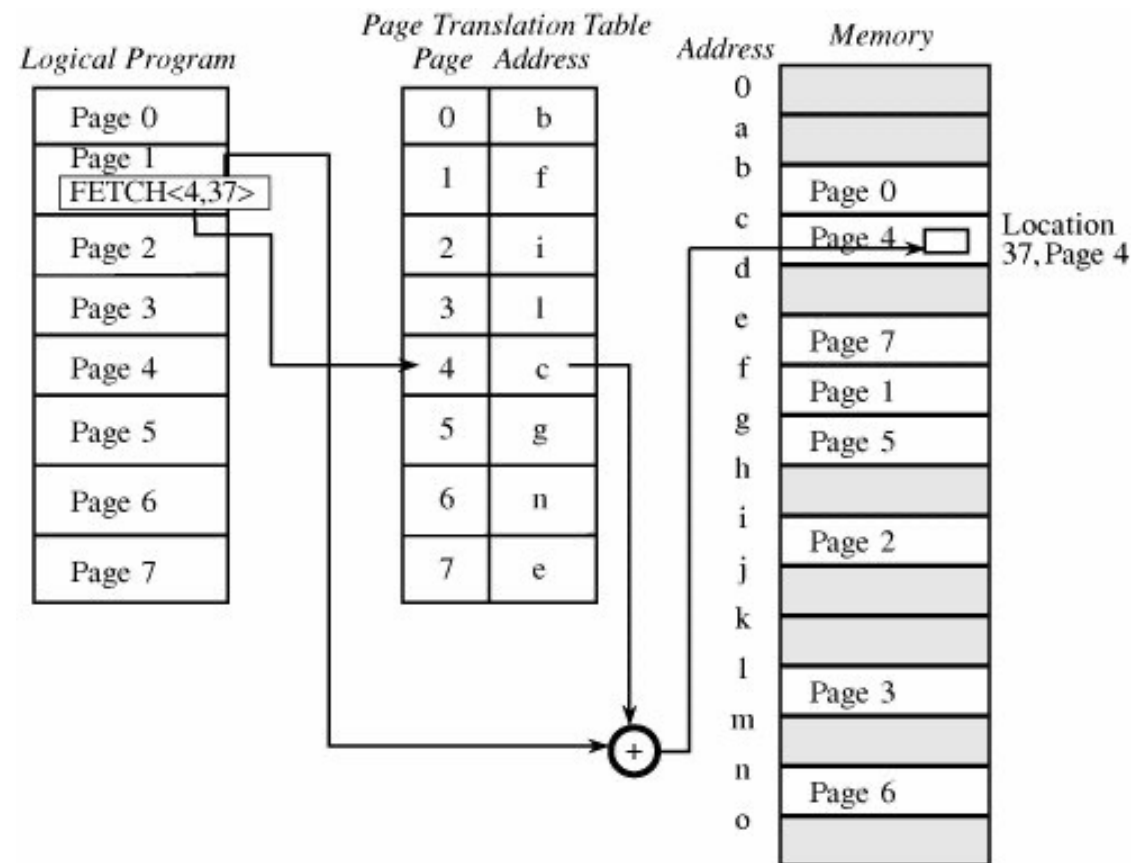 Logical Program
Page 0
Page 1
FETCH<4,37>
Page 2
Page 3
Page 4
Page 5
Page 6
Page 7
Page Translation Table
Page Address
0 b
1 f
2 i
3 l
4 c
5 g
6 n
7 e
+
Address
0
a
b
c
d
e
f
g
h
i
j
k
l
m
n
o
Memory
Page 0
Page 4
Page 7
Page 1
Page 5
Page 2
Page 3
Page 6
Location
37, Page 4